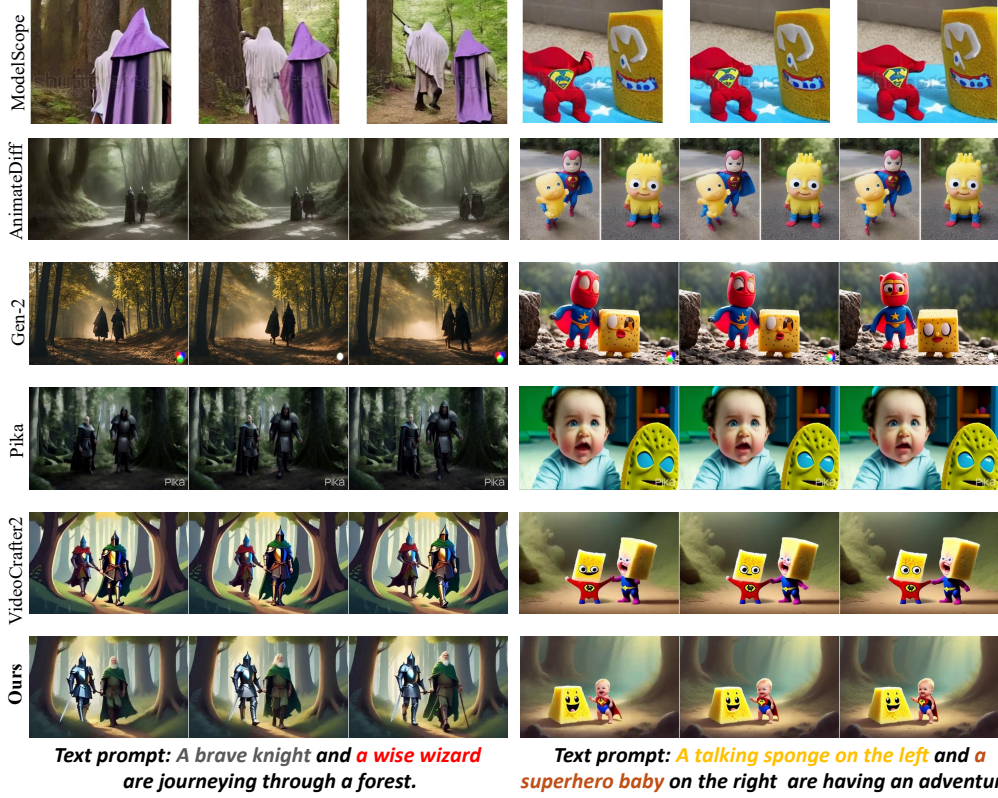 ModelScope
AnimateDiff
Gen-2
Pika
PIKA PIKA PIKA PIKA PIKA PIKA
VideoCrafter2
Ours
Text prompt: A brave knight and a wise wizard
are journeying through a forest.
Text prompt: A talking sponge on the left and a
superhero baby on the right are having an adventu